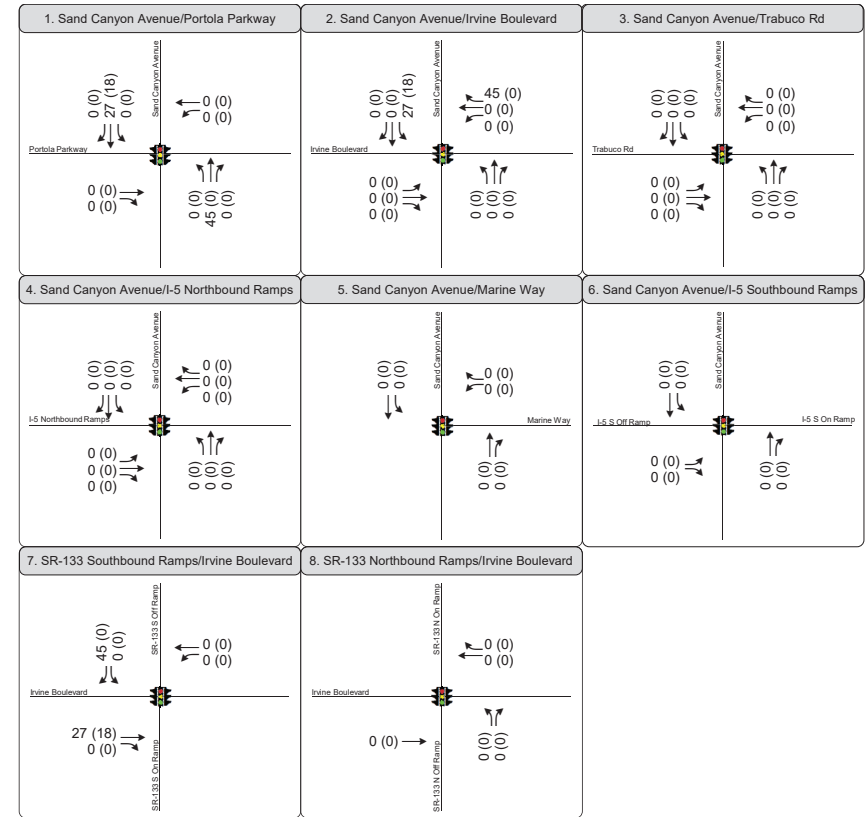 1. Sand Canyon Avenue/Portola Parkway
0 (0)
27 (18)
0 (0)
Sand Canyon Avenue
0 (0)
0 (0)
Portola Parkway
0 (0)
0 (0)
0 (0)
45 (0)
0 (0)
2. Sand Canyon Avenue/Irvine Boulevard
0 (0)
0 (0)
27 (18)
Sand Canyon Avenue
45 (0)
0 (0)
0 (0)
Irvine Boulevard
0 (0)
0 (0)
0 (0)
0 (0)
0 (0)
0 (0)
3. Sand Canyon Avenue/Trabuco Rd
0 (0)
0 (0)
0 (0)
Sand Canyon Avenue
0 (0)
0 (0)
0 (0)
Trabuco Rd
0 (0)
0 (0)
0 (0)
0 (0)
0 (0)
0 (0)
4. Sand Canyon Avenue/I-5 Northbound Ramps
0 (0)
0 (0)
0 (0)
Sand Canyon Avenue
0 (0)
0 (0)
0 (0)
I-5 Northbound Ramps
0 (0)
0 (0)
0 (0)
0 (0)
0 (0)
0 (0)
5. Sand Canyon Avenue/Marine Way
0 (0)
0 (0)
Sand Canyon Avenue
0 (0)
0 (0)
Marine Way
0 (0)
0 (0)
6. Sand Canyon Avenue/I-5 Southbound Ramps
0 (0)
0 (0)
Sand Canyon Avenue
I-5 S Off Ramp
I-5 S On Ramp
0 (0)
0 (0)
0 (0)
0 (0)
7. SR-133 Southbound Ramps/Irvine Boulevard
45 (0)
0 (0)
SR-133 S Off Ramp
0 (0)
0 (0)
Irvine Boulevard
27 (18)
0 (0)
SR-133 S On Ramp
8. SR-133 Northbound Ramps/Irvine Boulevard
SR-133 N On Ramp
0 (0)
0 (0)
Irvine Boulevard
0 (0)
SR-133 N Off Ramp
0 (0)
0 (0)